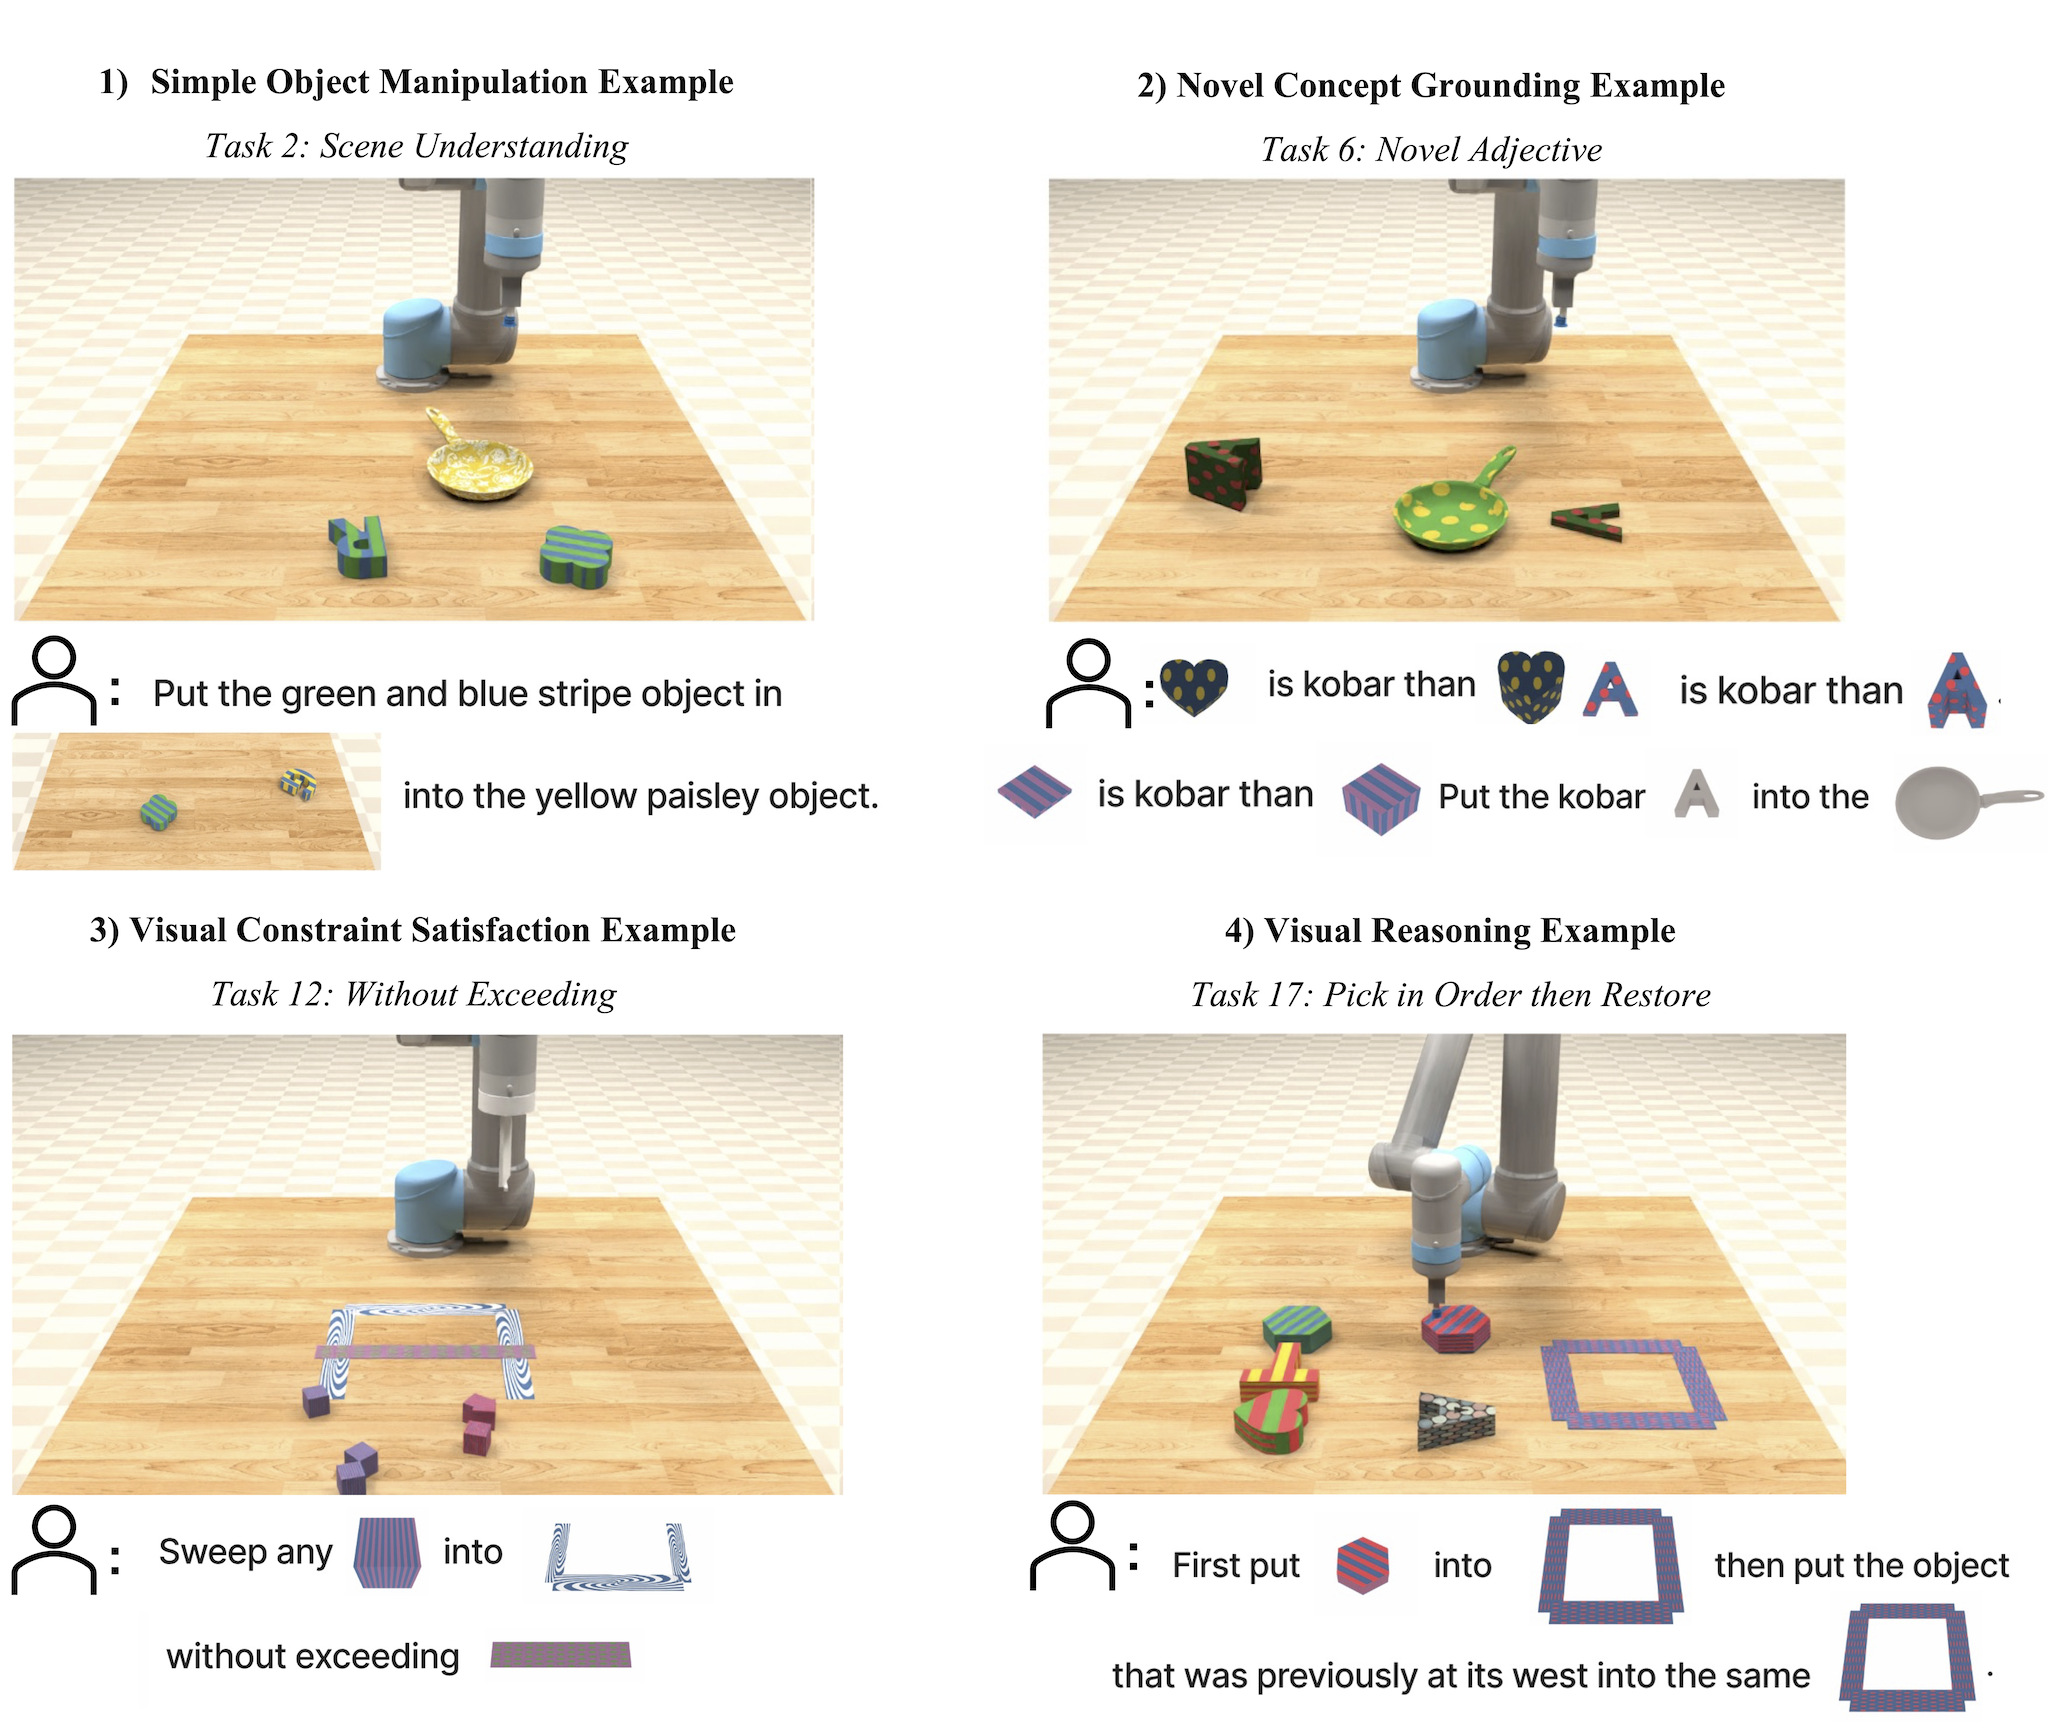 1) Simple Object Manipulation Example
Task 2: Scene Understanding
: Put the green and blue stripe object in
into the yellow paisley object.
2) Novel Concept Grounding Example
Task 6: Novel Adjective
: is kobar than is kobar than .
is kobar than Put the kobar into the
3) Visual Constraint Satisfaction Example
Task 12: Without Exceeding
: Sweep any into
without exceeding
4) Visual Reasoning Example
Task 17: Pick in Order then Restore
: First put into then put the object
that was previously at its west into the same .